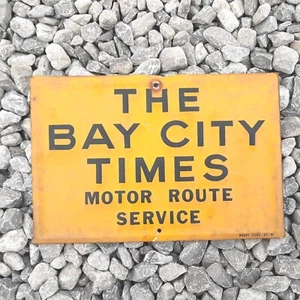 THE
BAY CITY
TIMES
MOTOR ROUTE
SERVICE